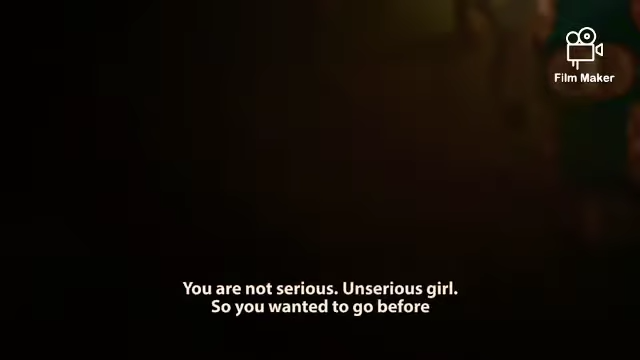 Film Maker
You are not serious. Unserious girl.
So you wanted to go before